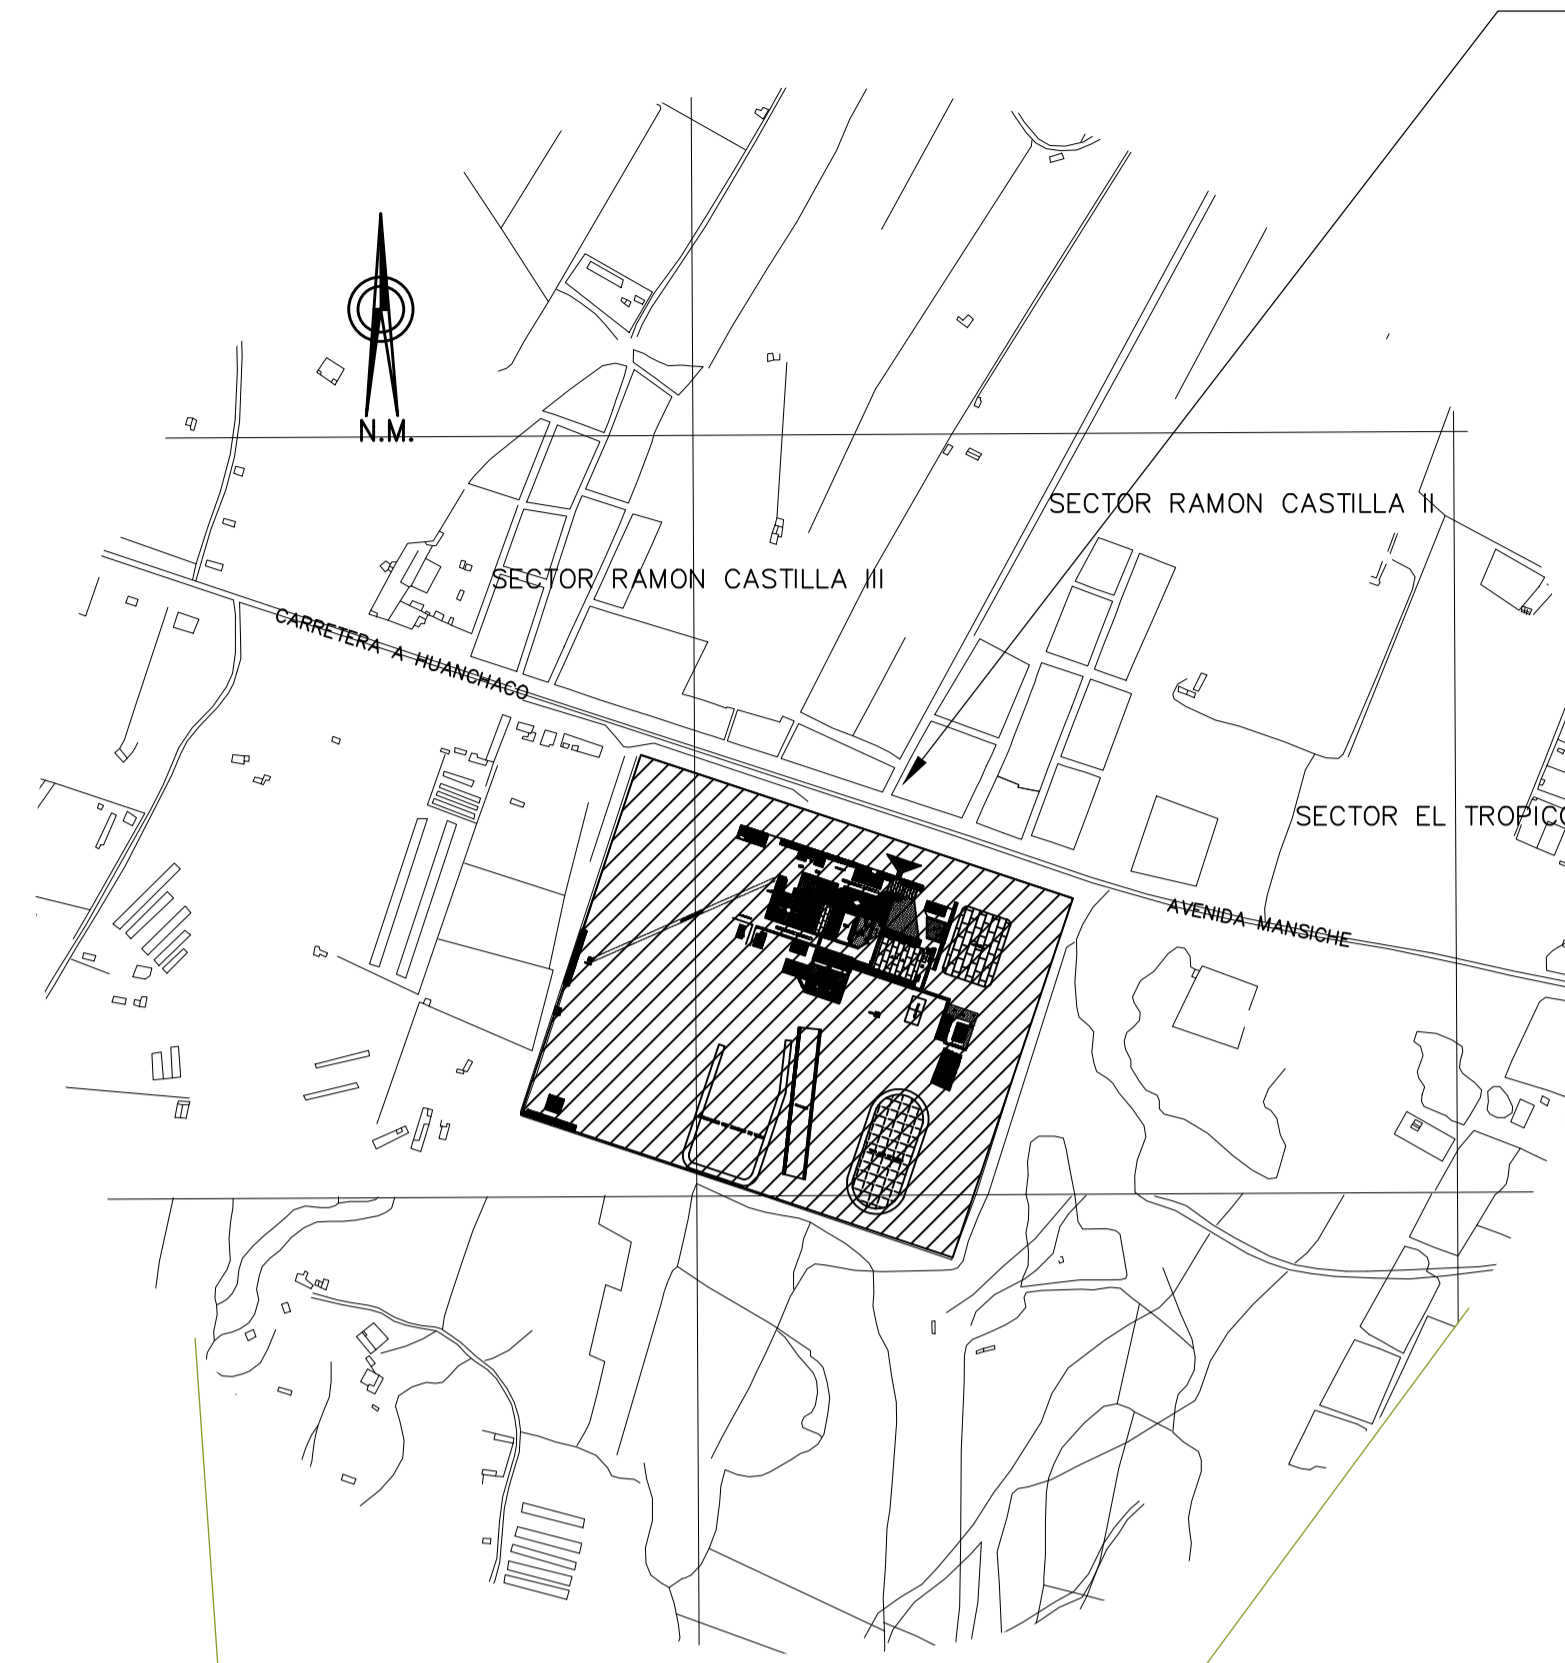 N.M.
SECTOR RAMON CASTILLA II
SECTOR RAMON CASTILLA III
CARRETERA A HUANCHACO
SECTOR EL TROPICO
AVENIDA MANSICHE